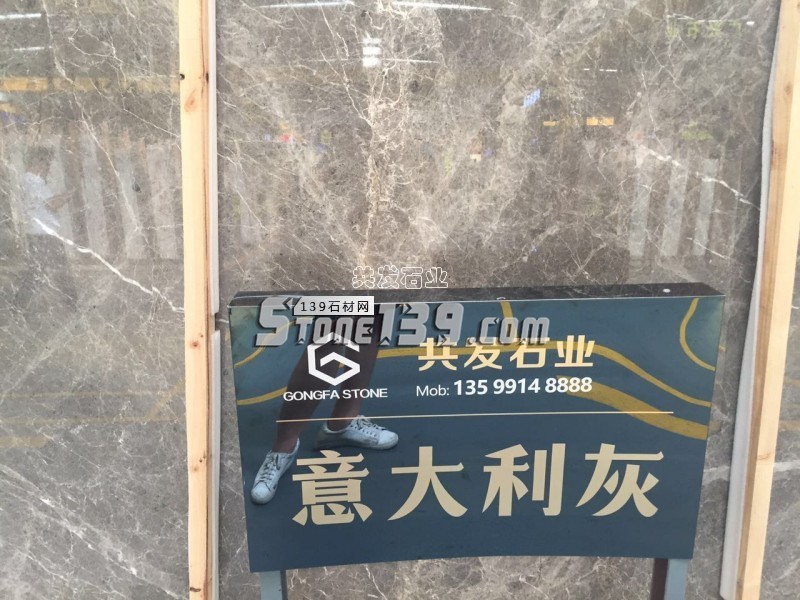 共发石业
139石材网
Stone139.com
共发石业
GONGFA STONE
Mob: 135 9914 8888
意大利灰